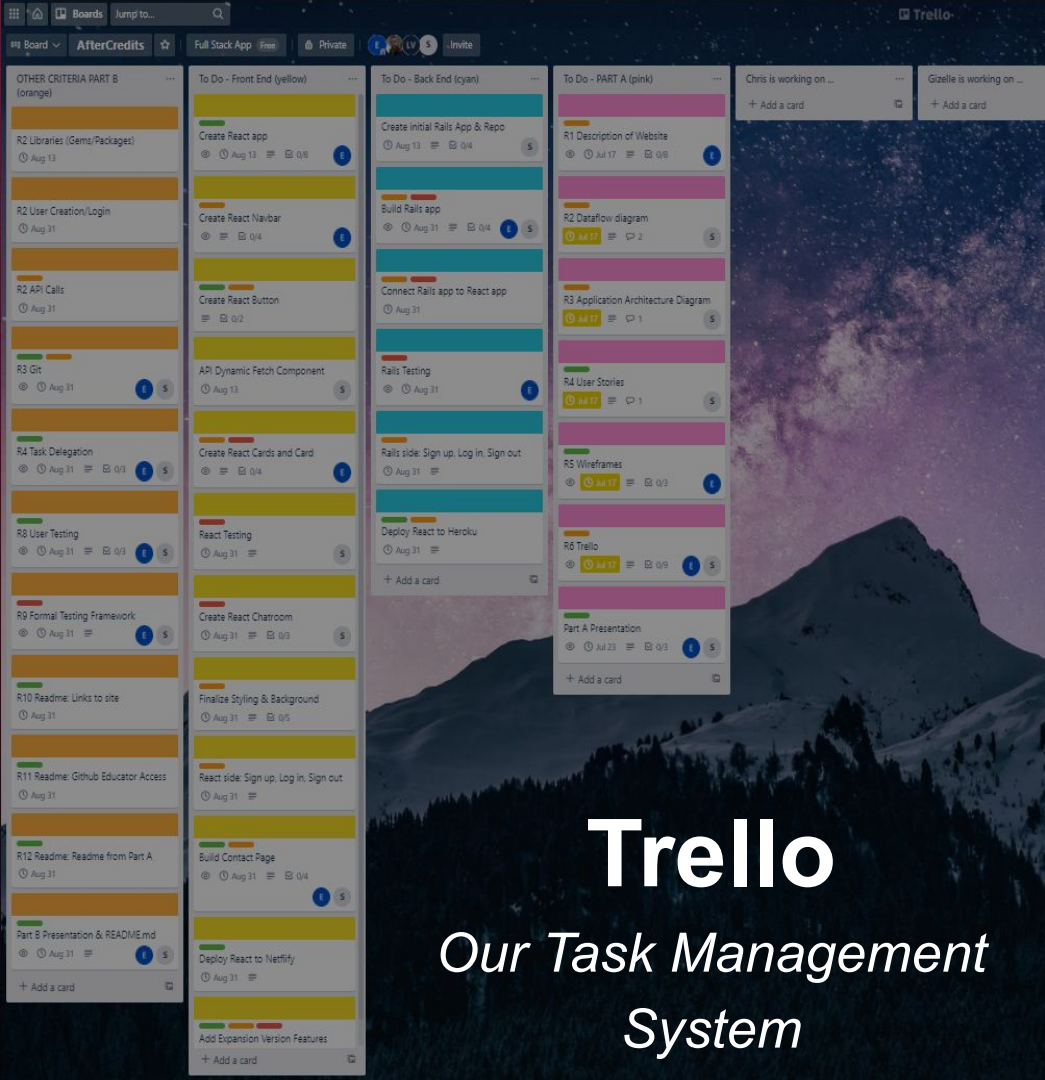 Boards Jump to... Trello
Board AfterCredits Full Stack App Free Private E LV S Invite
OTHER CRITERIA PART B
(orange)
R2 Libraries (Gems/Packages)
Aug 13
R2 User Creation/Login
Aug 31
R2 API Calls
Aug 31
R3 Git
Aug 31 E S
R4 Task Delegation
Aug 31 0/3 E S
R8 User Testing
Aug 31 0/3 E S
R9 Formal Testing Framework
Aug 31 E S
R10 Readme: Links to site
Aug 31
R11 Readme: Github Educator Access
Aug 31
R12 Readme: Readme from Part A
Aug 31
Part B Presentation & README.md
Aug 31 E S
+ Add a card
To Do - Front End (yellow)
Create React app
Aug 13 0/8 E
Create React Navbar
0/4 E
Create React Button
0/2
API Dynamic Fetch Component
Aug 13 S
Create React Cards and Card
0/4 E
React Testing
Aug 31 S
Create React Chatroom
Aug 31 0/3 S
Finalize Styling & Background
Aug 31 0/5
React side: Sign up, Log in, Sign out
Aug 31
Build Contact Page
Aug 31 0/4
E S
Deploy React to Netflify
Aug 31
Add Expansion Version Features
+ Add a card
To Do - Back End (cyan)
Create initial Rails App & Repo
Aug 13 0/4 S
Build Rails app
Aug 31 0/4 E S
Connect Rails app to React app
Aug 31
Rails Testing
Aug 31 E
Rails side: Sign up, Log in, Sign out
Aug 31
Deploy React to Heroku
Aug 31
+ Add a card
To Do - PART A (pink)
R1 Description of Website
Jul 17 0/8 E
R2 Dataflow diagram
Jul 17 2 S
R3 Application Architecture Diagram
Jul 17 1 S
R4 User Stories
Jul 17 1 S
R5 Wireframes
Jul 17 0/3 E
R6 Trello
Jul 17 0/9 E S
Part A Presentation
Jul 23 0/3 E S
+ Add a card
Chris is working on ...
+ Add a card
Gizelle is working on ...
+ Add a card
Trello
Our Task Management
System